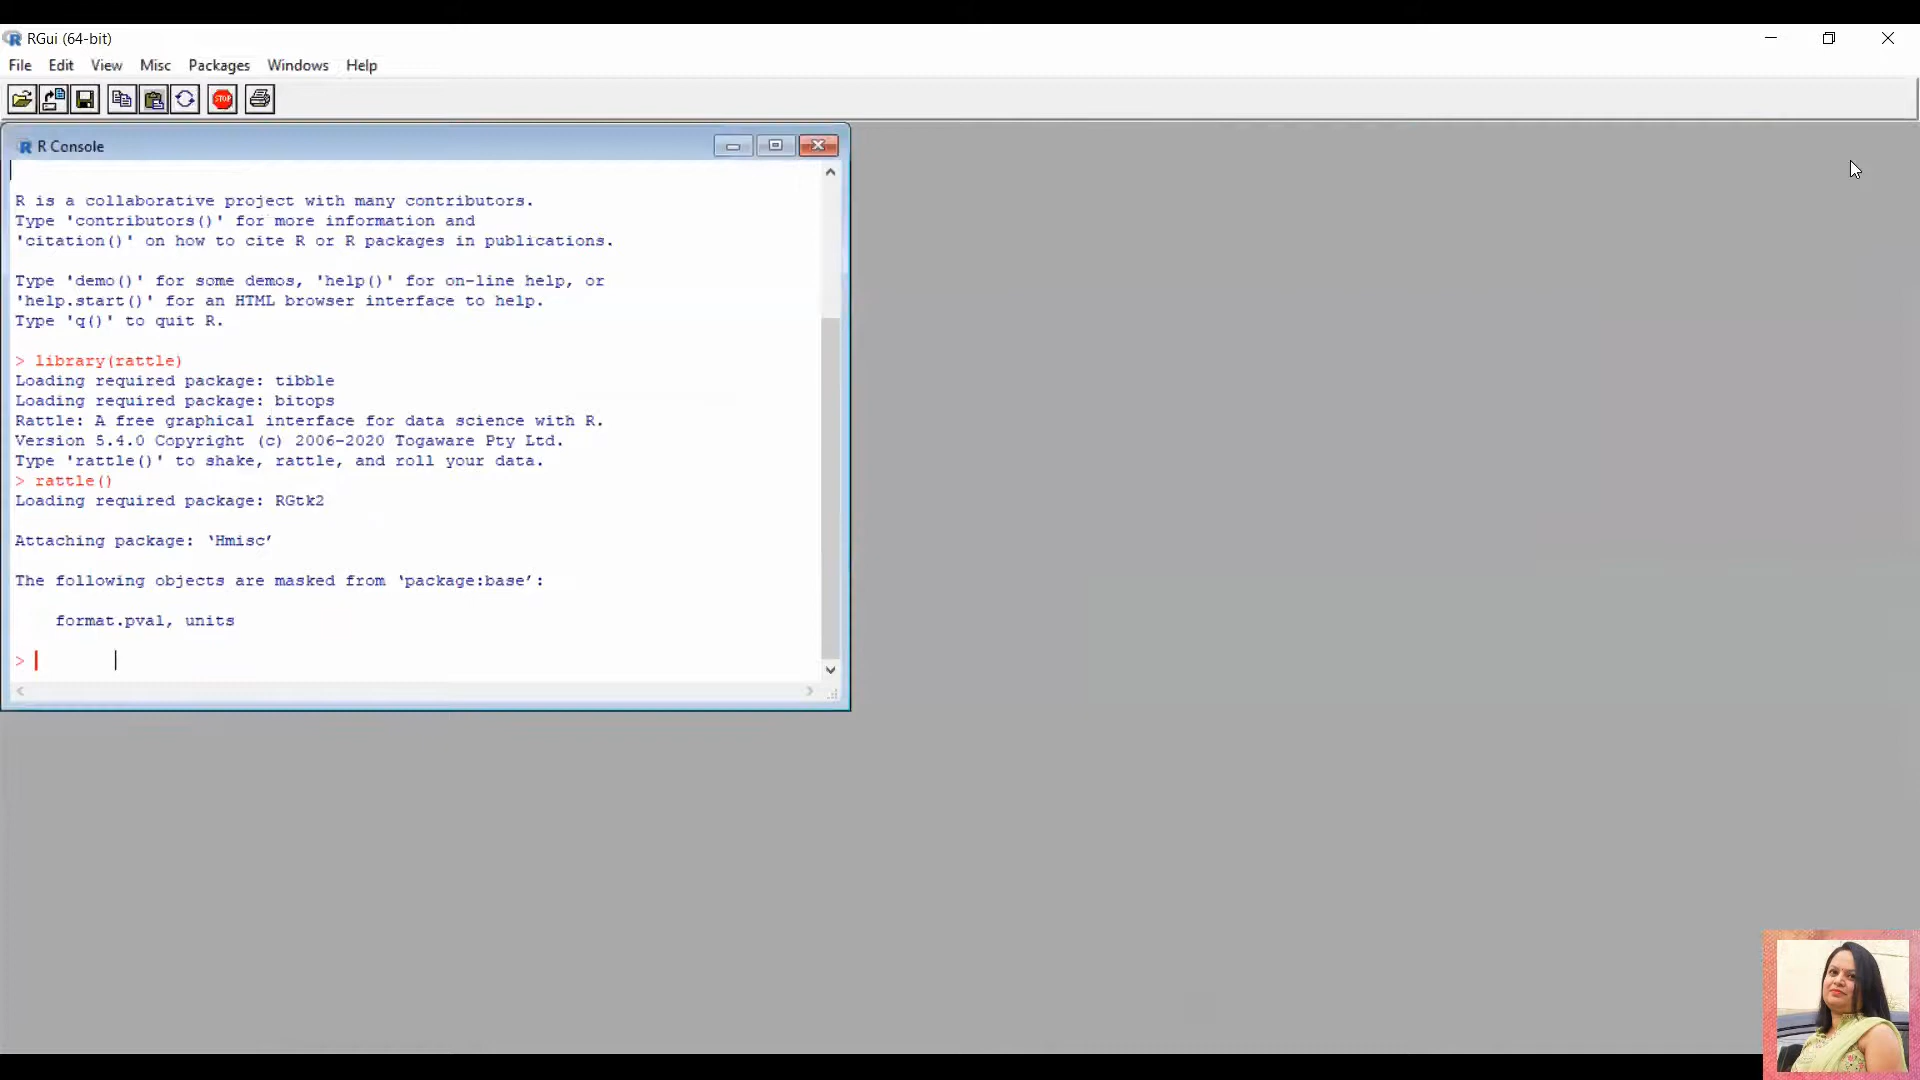 RGui (64-bit)
File Edit View Misc Packages Windows Help
STOP
R Console
R is a collaborative project with many contributors.
Type 'contributors()' for more information and
'citation()' on how to cite R or R packages in publications.
Type 'demo()' for some demos, 'help()' for on-line help, or
'help.start()' for an HTML browser interface to help.
Type 'q()' to quit R.
> library(rattle)
Loading required package: tibble
Loading required package: bitops
Rattle: A free graphical interface for data science with R.
Version 5.4.0 Copyright (c) 2006-2020 Togaware Pty Ltd.
Type 'rattle()' to shake, rattle, and roll your data.
> rattle()
Loading required package: RGtk2
Attaching package: ‘Hmisc’
The following objects are masked from ‘package:base’:
format.pval, units
>